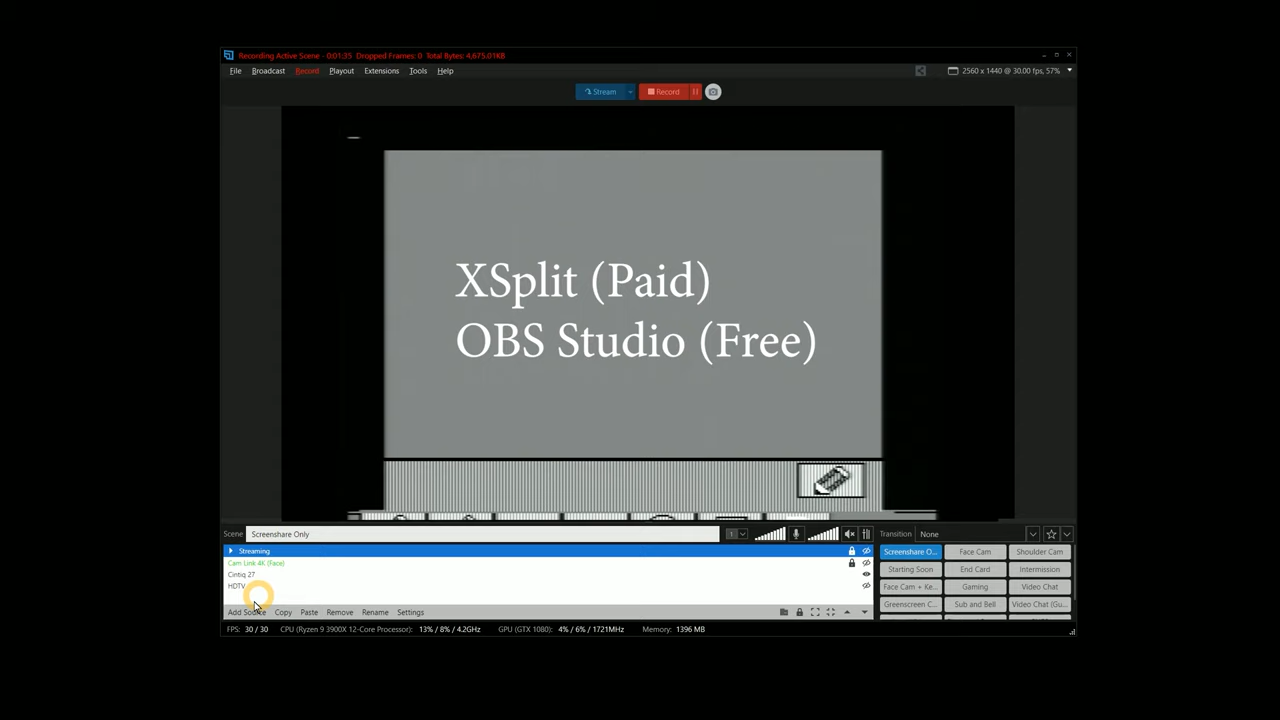 Recording Active Scene - 0:01:35 Dropped Frames: 0 Total Bytes: 4,675.01KB
File Broadcast Record Playout Extensions Tools Help 2560 x 1440 @ 30.00 fps, 57%
Stream Record
XSplit (Paid)
OBS Studio (Free)
Scene Screenshare Only 1 Transition None
Streaming
Cam Link 4K (Face)
Cintiq 27
HDTV
Screenshare O... Face Cam Shoulder Cam
Starting Soon End Card Intermission
Face Cam + Ke... Gaming Video Chat
Greenscreen C... Sub and Bell Video Chat (Gu...
Add Source Copy Paste Remove Rename Settings
FPS: 30 / 30 CPU (Ryzen 9 3900X 12-Core Processor): 13% / 8% / 4.2GHz GPU (GTX 1080): 4% / 6% / 1721MHz Memory: 1396 MB